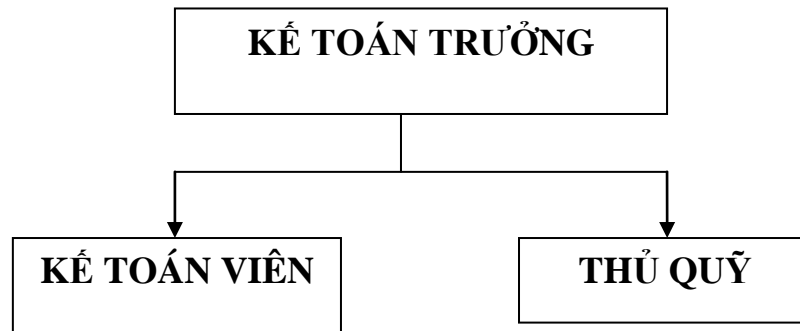 KẾ TOÁN TRƯỞNG
KẾ TOÁN VIÊN
THỦ QUỸ